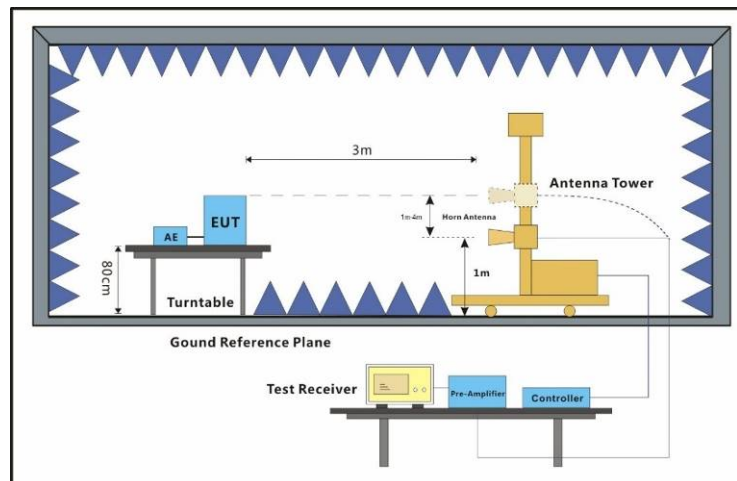 3m
Antenna Tower
1m-4m
Horn Antenna
EUT
AE
80cm
1m
Turntable
Gound Reference Plane
Test Receiver
Pre-Amplifier
Controller